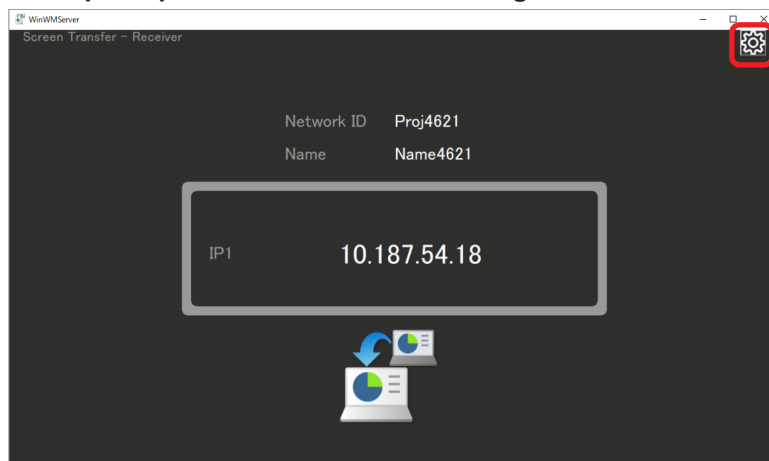 WinWMServer
Screen Transfer - Receiver
Network ID Proj4621
Name Name4621
IP1 10.187.54.18